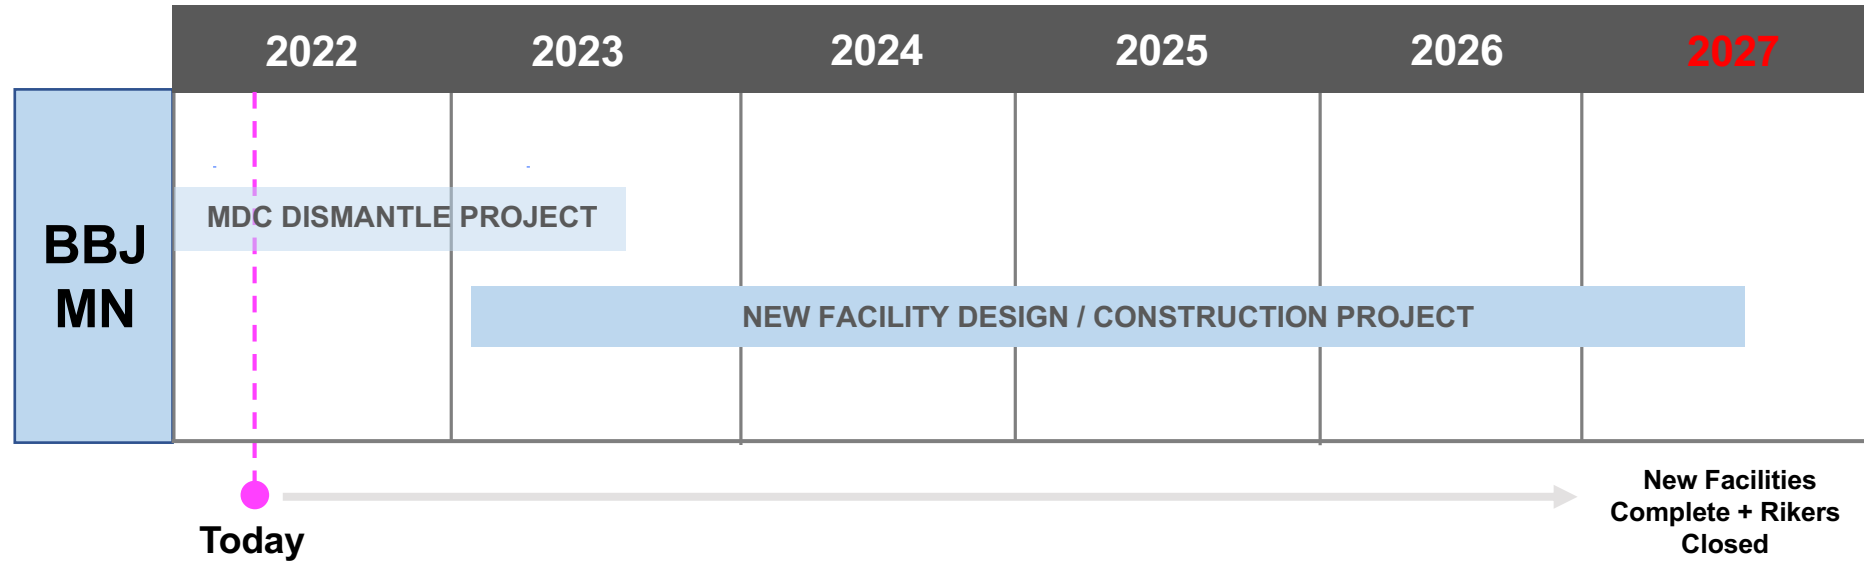 2022 2023 2024 2025 2026 2027
BBJ
MN
MDC DISMANTLE PROJECT
NEW FACILITY DESIGN / CONSTRUCTION PROJECT
Today
New Facilities
Complete + Rikers
Closed